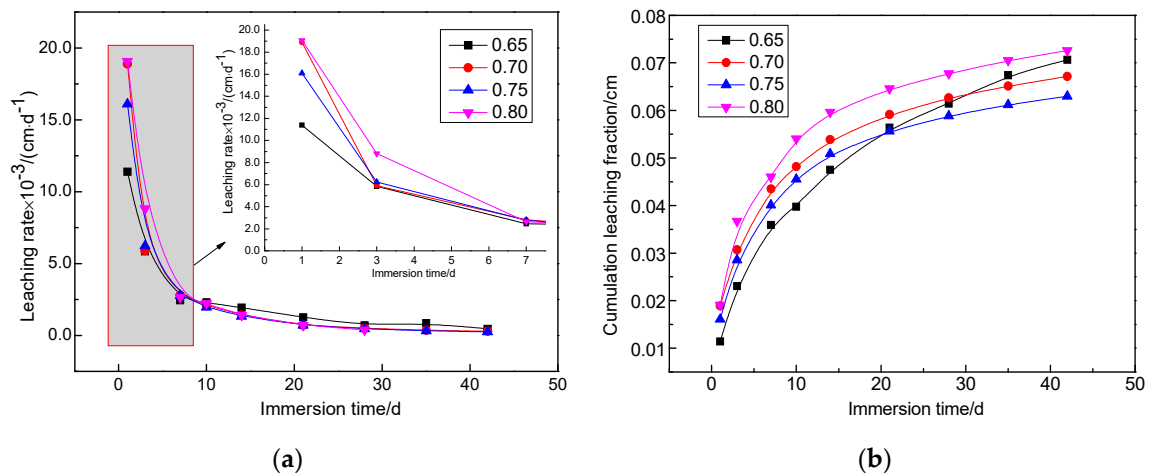 20.0
15.0
10.0
5.0
0.0
Leaching rate×10⁻³/(cm·d⁻¹)
0 10 20 30 40 50
Immersion time/d
20.0
18.0
16.0
14.0
12.0
10.0
8.0
6.0
4.0
2.0
0.0
Leaching rate×10⁻³/(cm·d⁻¹)
0 1 2 3 4 5 6 7
Immersion time/d
0.65
0.70
0.75
0.80
(a)
0.08
0.07
0.06
0.05
0.04
0.03
0.02
0.01
Cumulation leaching fraction/cm
0 10 20 30 40 50
Immersion time/d
0.65
0.70
0.75
0.80
(b)